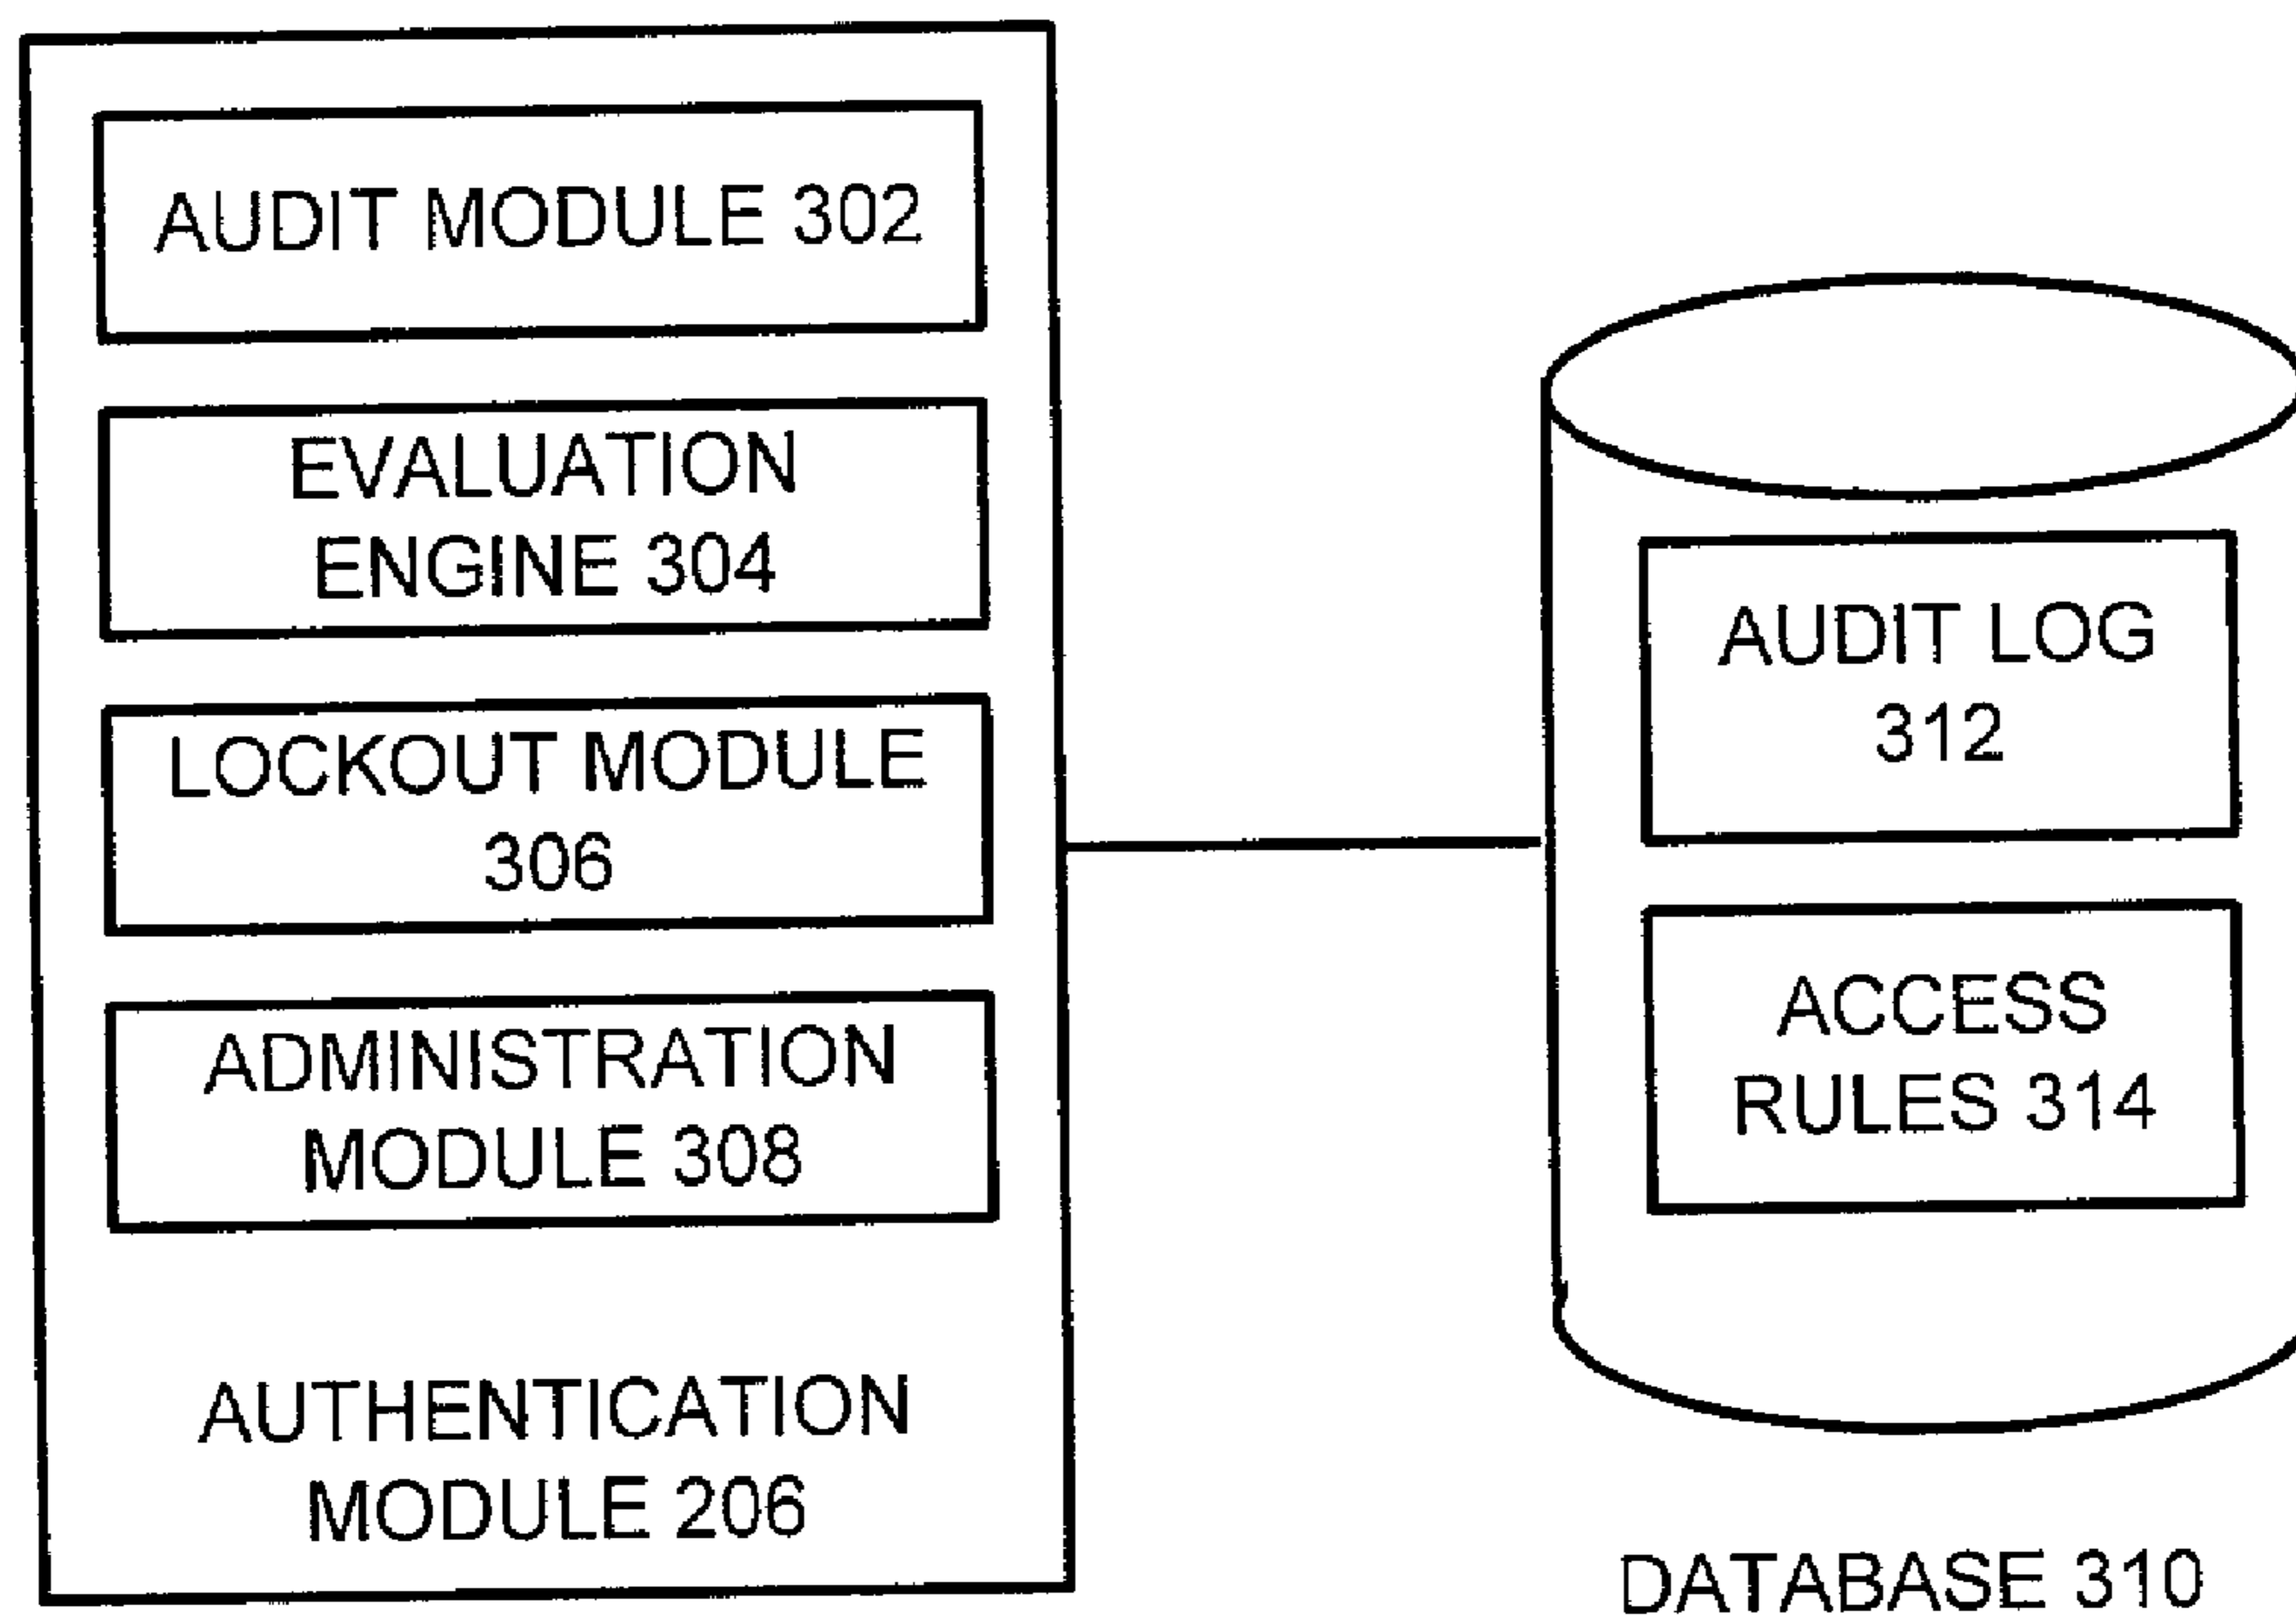 AUDIT MODULE 302
EVALUATION
ENGINE 304
LOCKOUT MODULE
306
ADMINISTRATION
MODULE 308
AUTHENTICATION
MODULE 206
AUDIT LOG
312
ACCESS
RULES 314
DATABASE 310